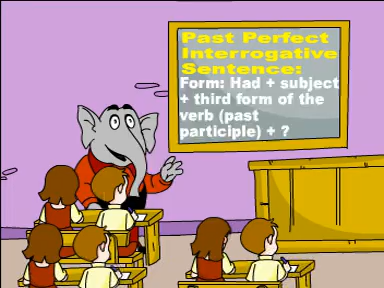 Past Perfect
Interrogative
Sentence:
Form: Had + subject
+ third form of the
verb (past
participle) + ?